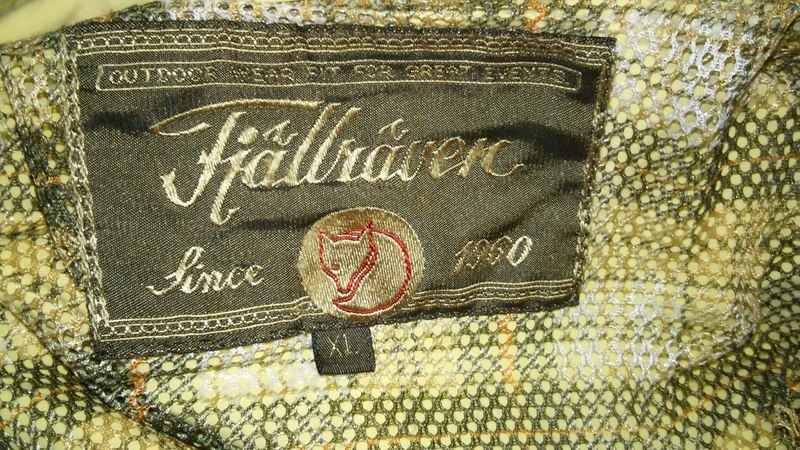 OUTDOOR WEAR FIT FOR GREAT EVENTS
Fjällräven
Since 1960
XL